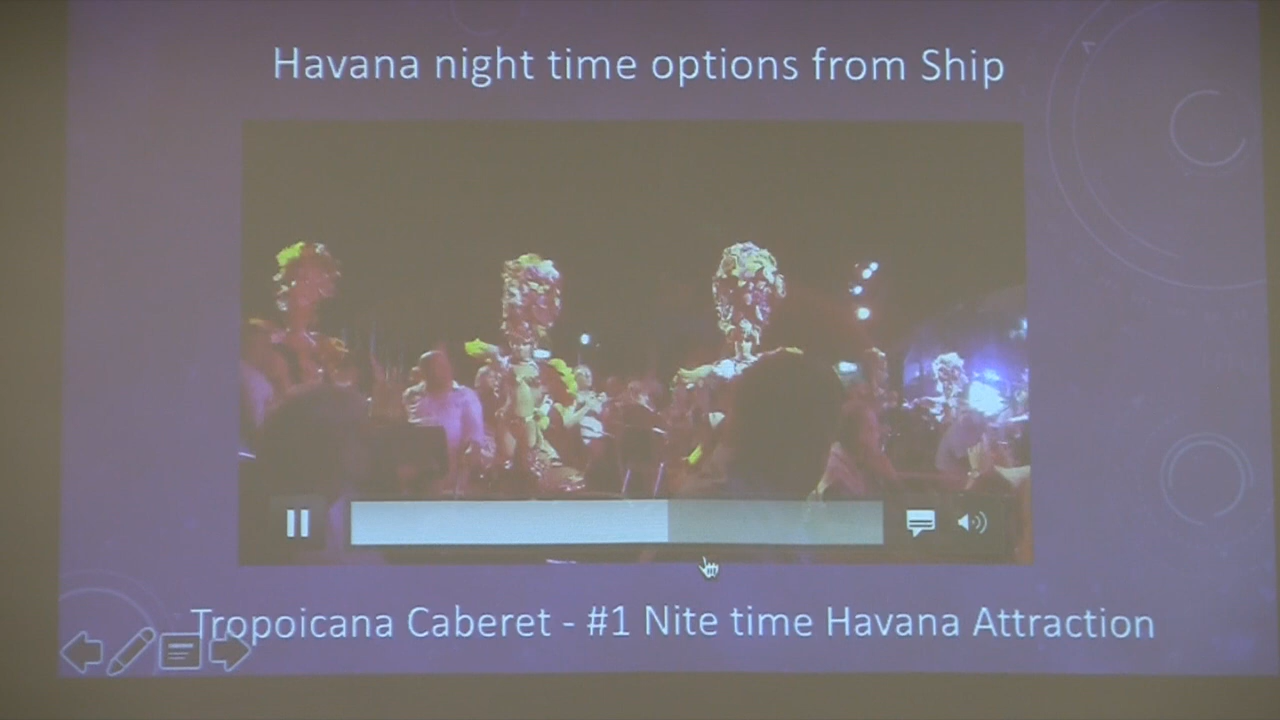 Havana night time options from Ship
Tropoicana Caberet - #1 Nite time Havana Attraction